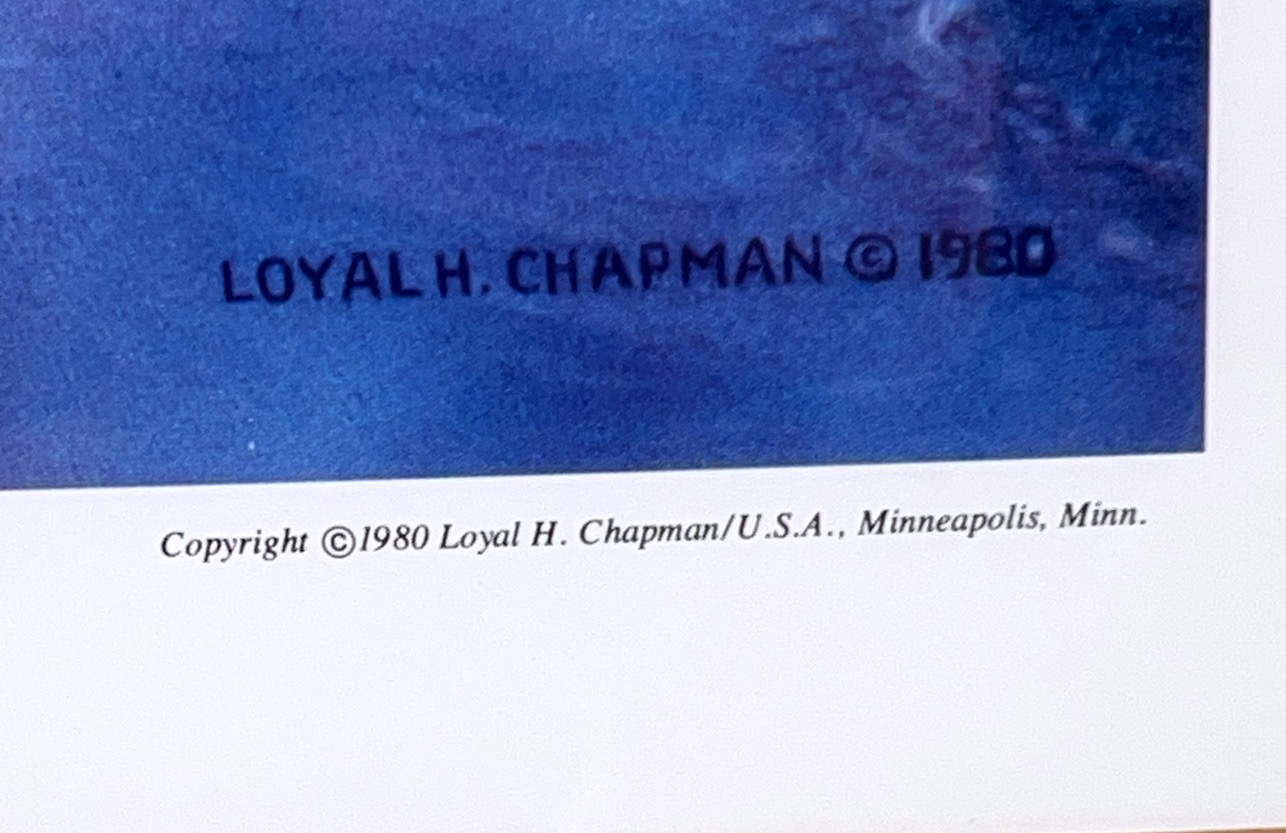 LOYAL H. CHAPMAN © 1980
Copyright ©1980 Loyal H. Chapman/U.S.A., Minneapolis, Minn.